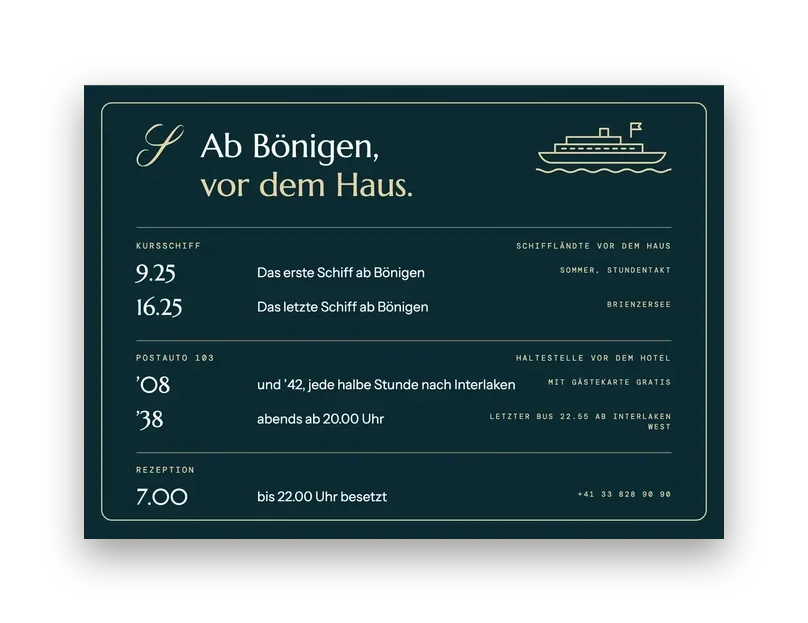 Ab Bönigen,
vor dem Haus.
KURSSCHIFF SCHIFFLÄNDTE VOR DEM HAUS
9.25 Das erste Schiff ab Bönigen SOMMER, STUNDENTAKT
16.25 Das letzte Schiff ab Bönigen BRIENZERSEE
POSTAUTO 103 HALTESTELLE VOR DEM HOTEL
’08 und ’42, jede halbe Stunde nach Interlaken MIT GÄSTEKARTE GRATIS
’38 abends ab 20.00 Uhr LETZTER BUS 22.55 AB INTERLAKEN
WEST
REZEPTION
7.00 bis 22.00 Uhr besetzt +41 33 828 90 90